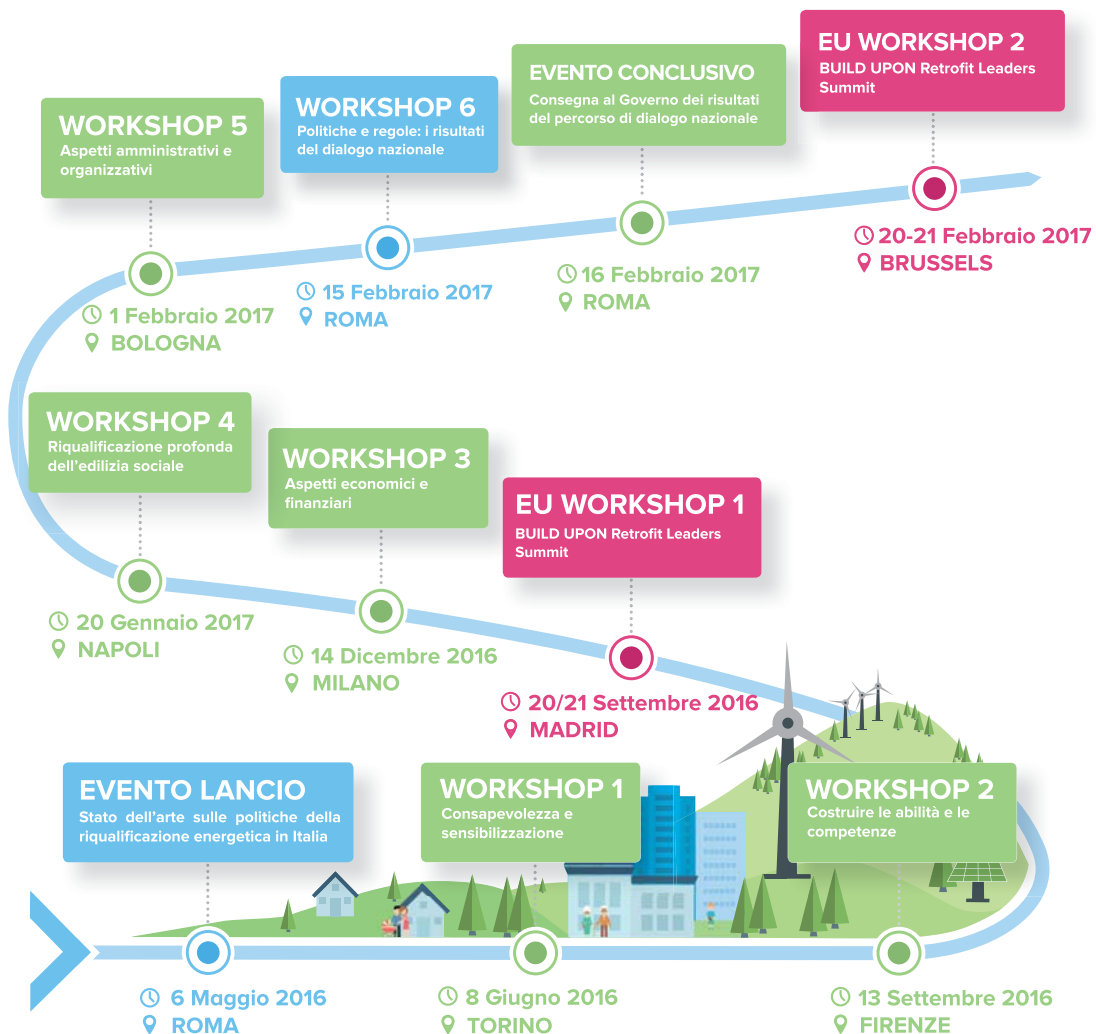 EU WORKSHOP 2
BUILD UPON Retrofit Leaders
Summit
20-21 Febbraio 2017
BRUSSELS
EVENTO CONCLUSIVO
Consegna al Governo dei risultati
del percorso di dialogo nazionale
16 Febbraio 2017
ROMA
WORKSHOP 6
Politiche e regole: i risultati
del dialogo nazionale
15 Febbraio 2017
ROMA
WORKSHOP 5
Aspetti amministrativi e
organizzativi
1 Febbraio 2017
BOLOGNA
WORKSHOP 4
Riqualificazione profonda
dell'edilizia sociale
20 Gennaio 2017
NAPOLI
WORKSHOP 3
Aspetti economici e
finanziari
14 Dicembre 2016
MILANO
EU WORKSHOP 1
BUILD UPON Retrofit Leaders
Summit
20/21 Settembre 2016
MADRID
EVENTO LANCIO
Stato dell'arte sulle politiche della
riqualificazione energetica in Italia
6 Maggio 2016
ROMA
WORKSHOP 1
Consapevolezza e
sensibilizzazione
8 Giugno 2016
TORINO
WORKSHOP 2
Costruire le abilità e le
competenze
13 Settembre 2016
FIRENZE